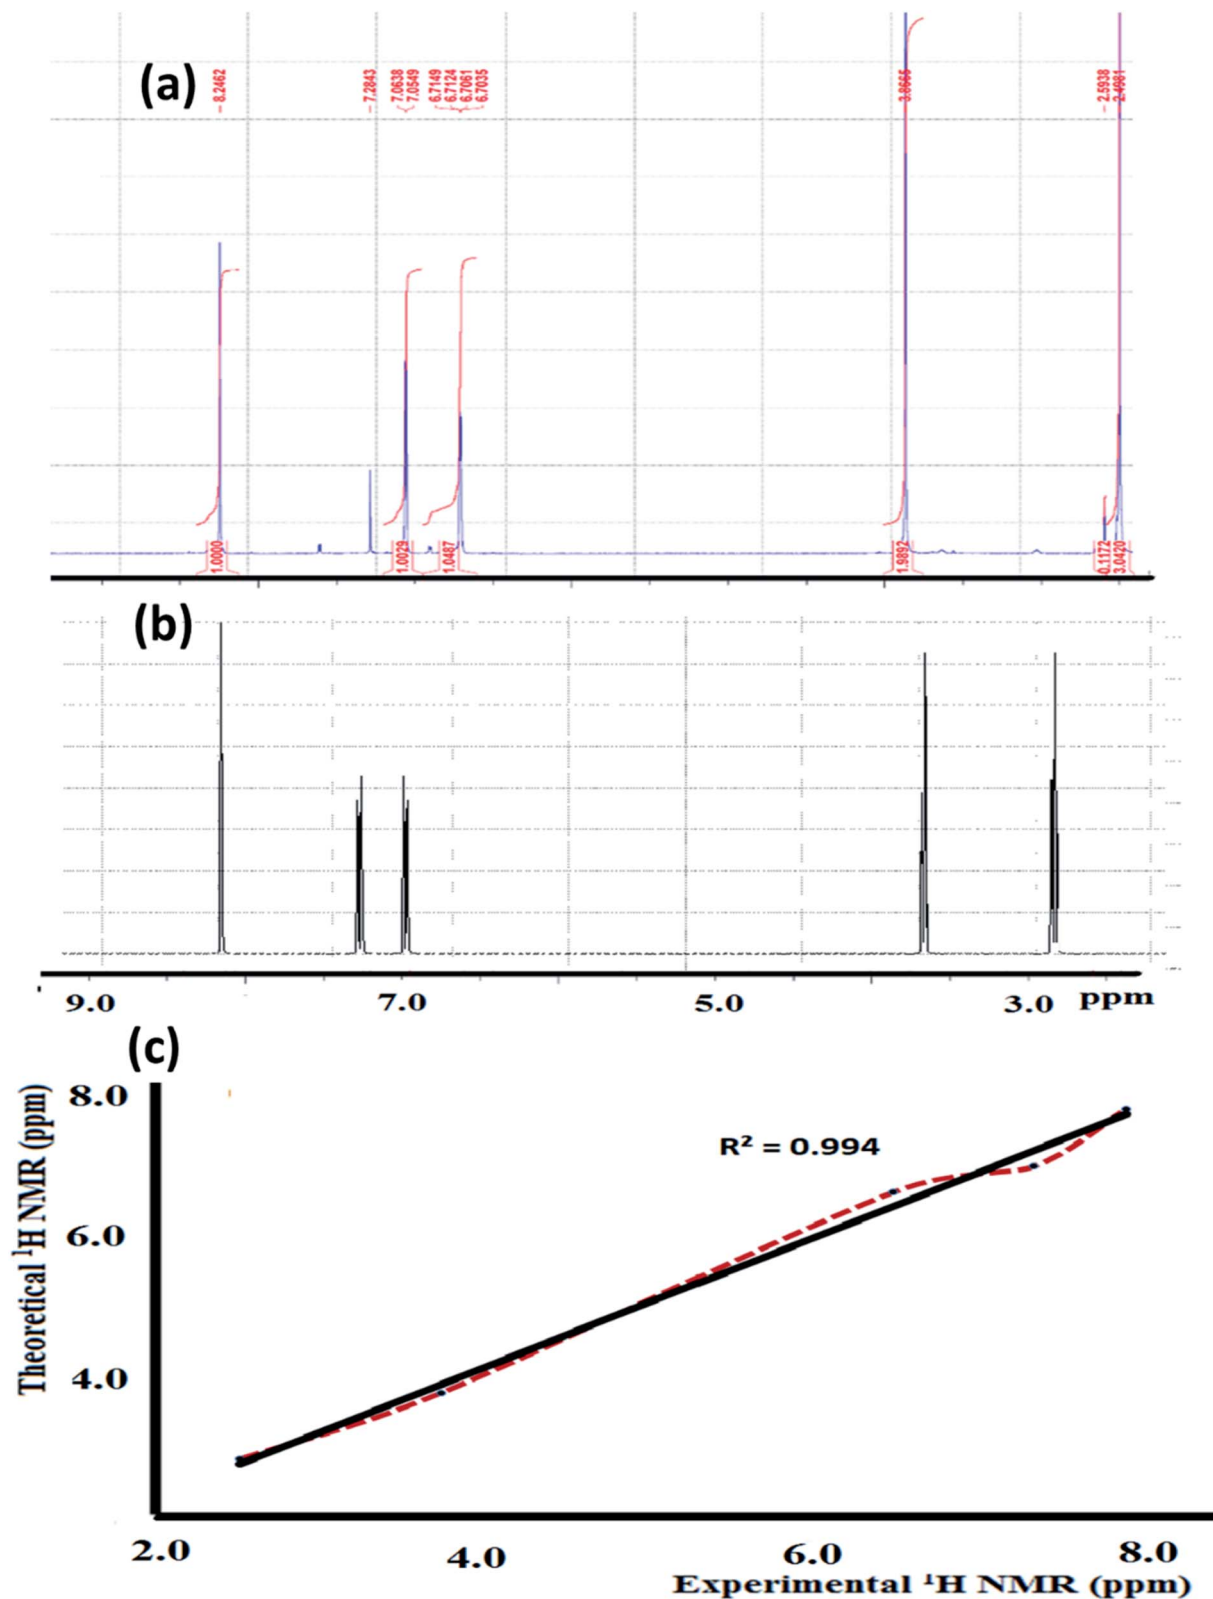 (a)
8.2462
7.2843
7.0638
7.0549
6.7149
6.7124
6.7061
6.7035
3.8666
2.5938
2.4981
1.0000
1.0029
1.0487
1.9892
0.1172
3.0420
(b)
9.0 7.0 5.0 3.0 ppm
(c)
8.0
6.0
4.0
Theoretical ¹H NMR (ppm)
R² = 0.994
2.0 4.0 6.0 8.0
Experimental ¹H NMR (ppm)